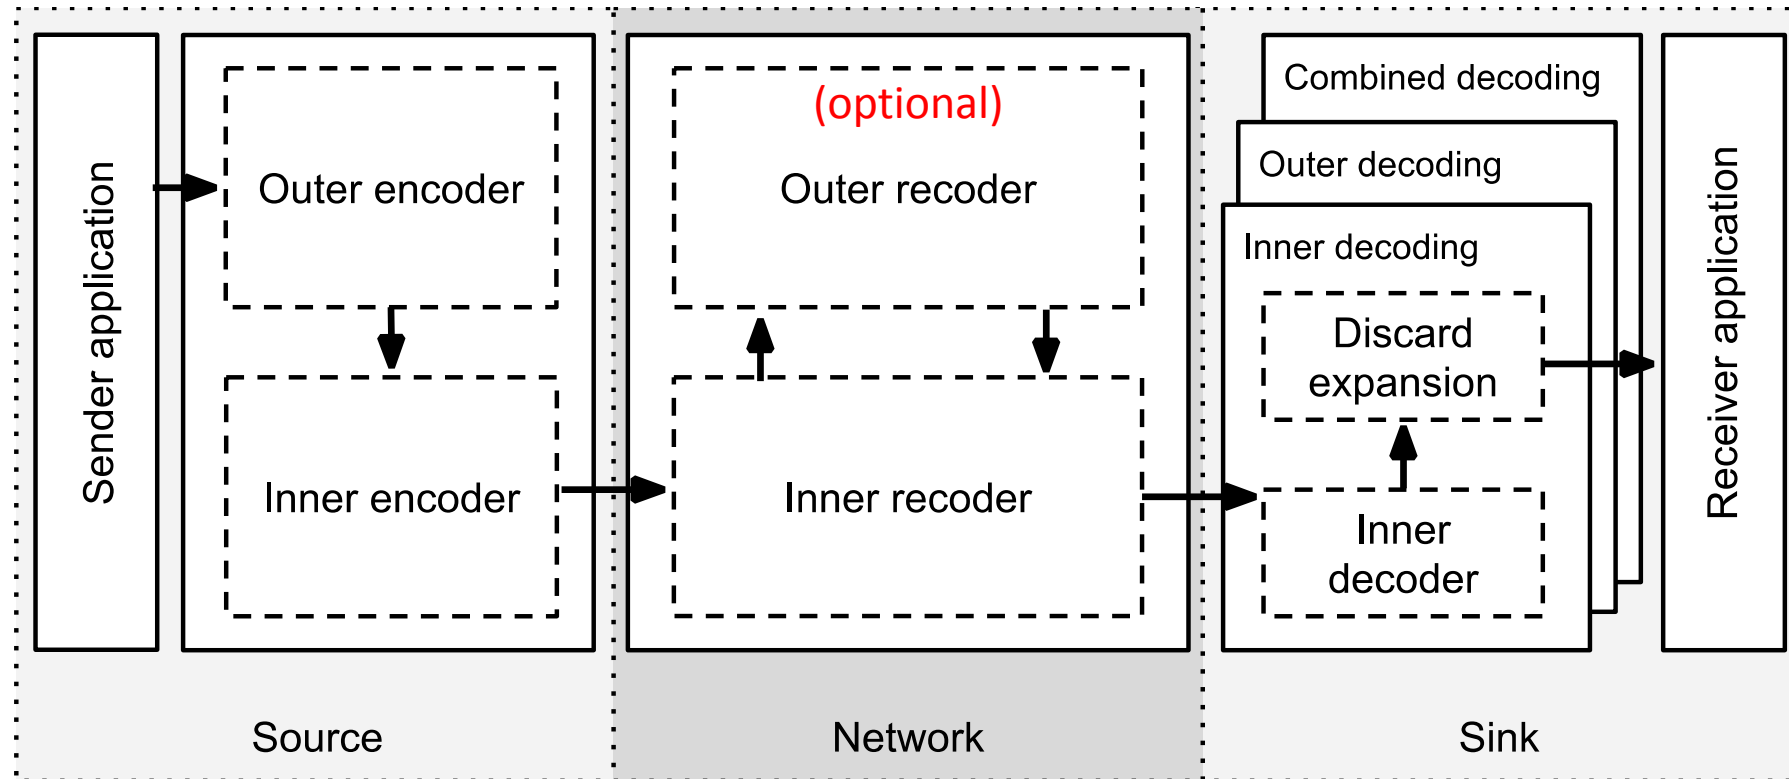 Sender application
Outer encoder
Inner encoder
Source
(optional)
Outer recoder
Inner recoder
Network
Combined decoding
Outer decoding
Inner decoding
Discard
expansion
Inner
decoder
Sink
Receiver application